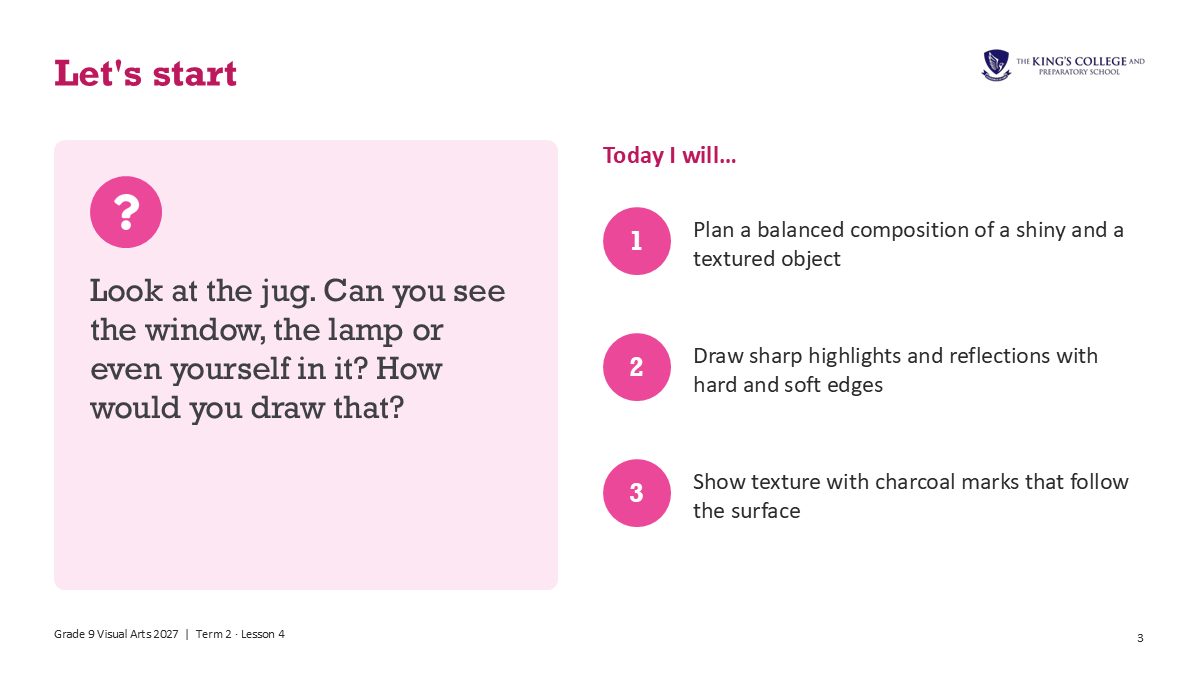 Let's start
THE KING'S COLLEGE AND
PREPARATORY SCHOOL
?
Look at the jug. Can you see
the window, the lamp or
even yourself in it? How
would you draw that?
Today I will...
1
Plan a balanced composition of a shiny and a
textured object
2
Draw sharp highlights and reflections with
hard and soft edges
3
Show texture with charcoal marks that follow
the surface
Grade 9 Visual Arts 2027 | Term 2 · Lesson 4
3